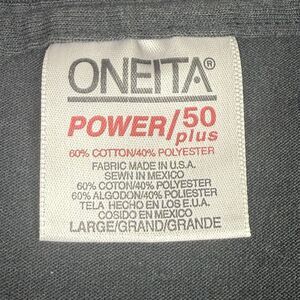 ONEITA®
POWER/50
plus
60% COTTON/40% POLYESTER
FABRIC MADE IN U.S.A.
SEWN IN MEXICO
60% COTON/40% POLYESTER
60% ALGODON/40% POLIESTER
TELA HECHO EN LOS E.U.A.
COSIDO EN MEXICO
LARGE/GRAND/GRANDE